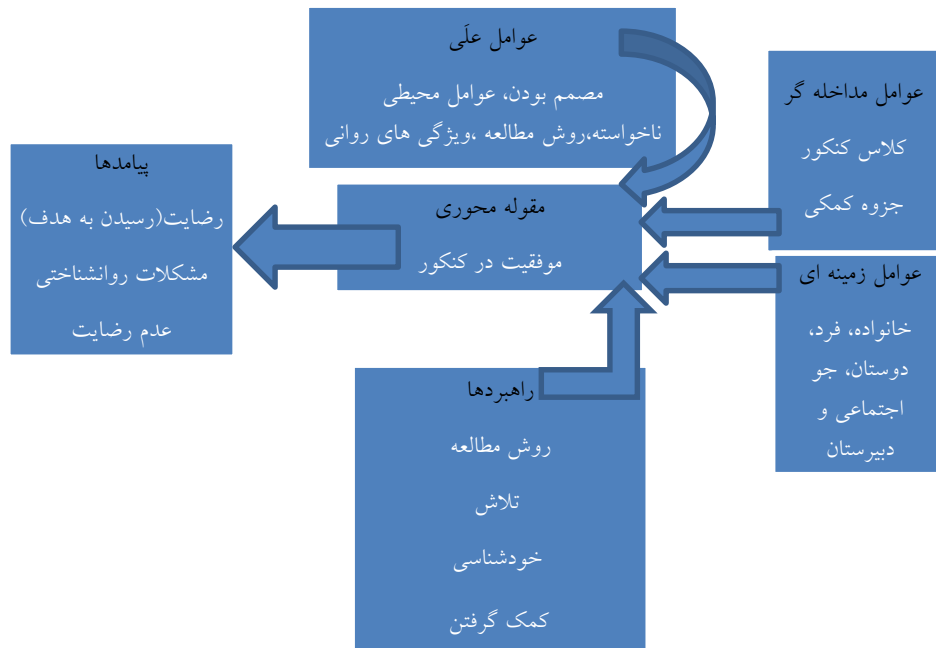 عوامل علَی
مصمم بودن، عوامل محیطی
ناخواسته،روش مطالعه ،ویژگی های روانی
عوامل مداخله گر
کلاس کنکور
جزوه کمکی
مقوله محوری
موفقیت در کنکور
پیامدها
رضایت(رسیدن به هدف)
مشکلات روانشناختی
عدم رضایت
عوامل زمینه ای
خانواده، فرد،
دوستان، جو
اجتماعی و
دبیرستان
راهبردها
روش مطالعه
تلاش
خودشناسی
کمک گرفتن